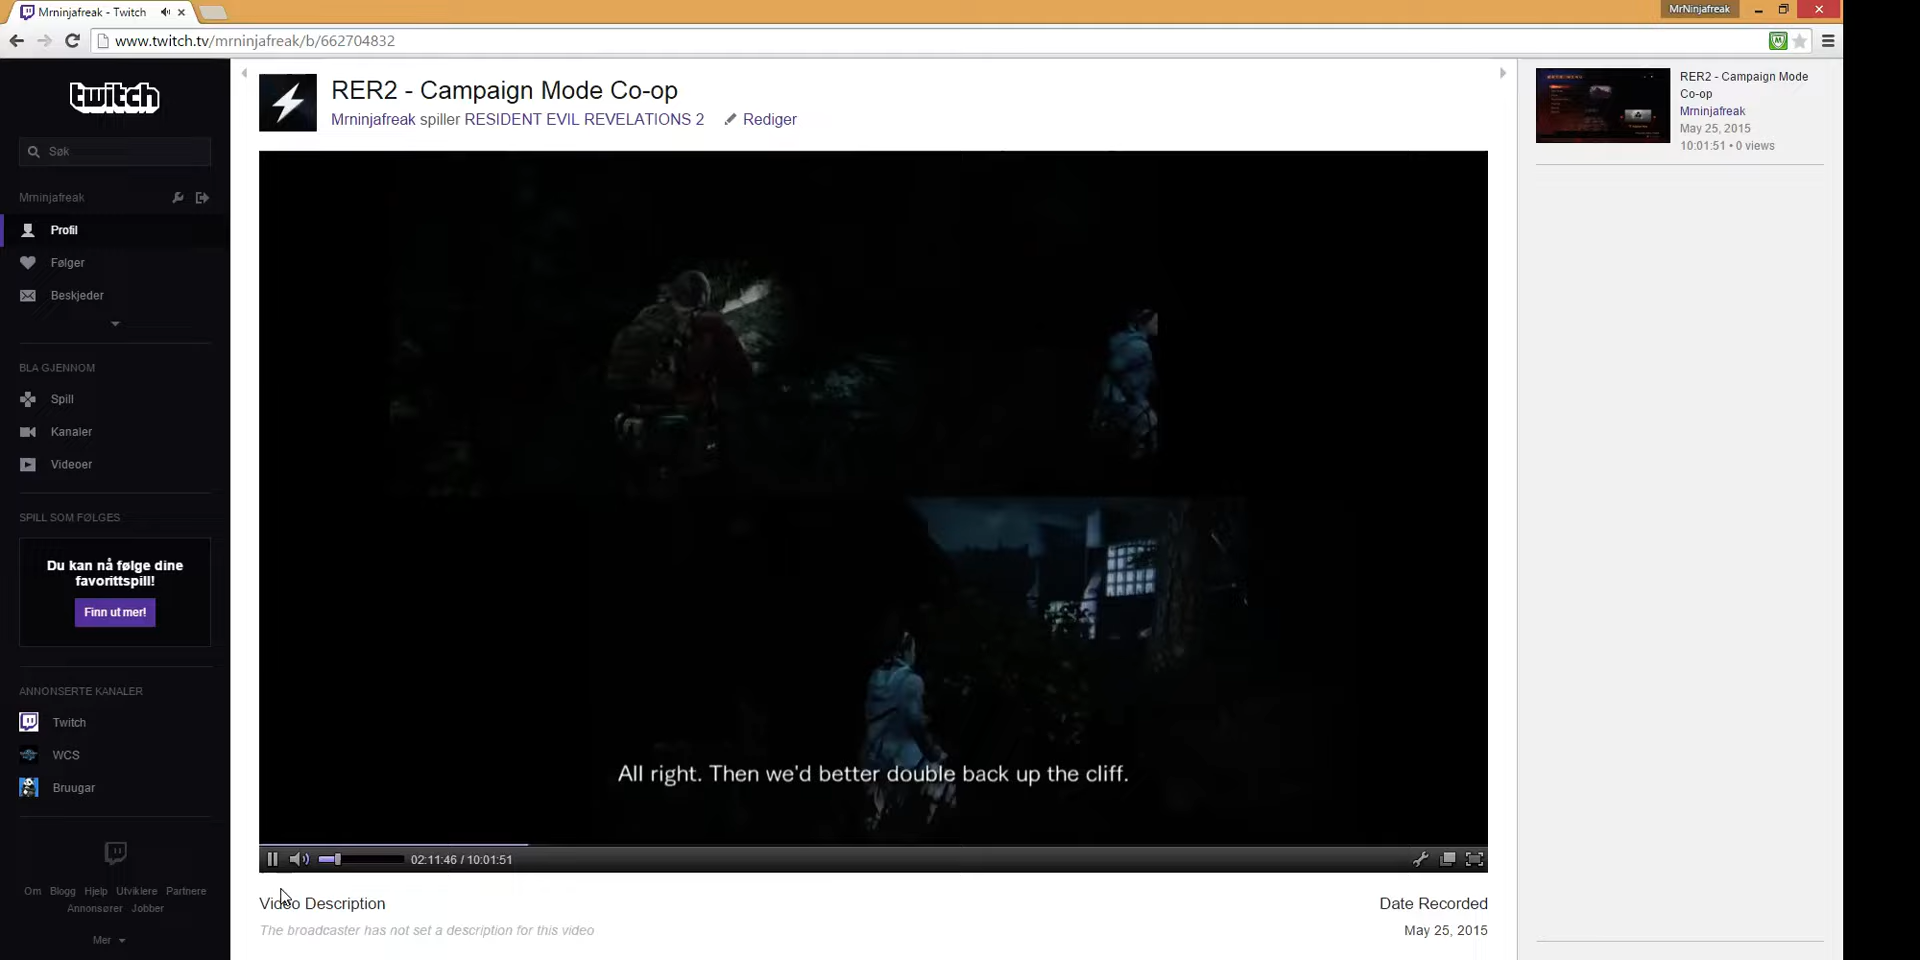 Mrninjafreak - Twitch
MrNinjafreak
www.twitch.tv/mrninjafreak/b/662704832
twitch
Søk
Mrninjafreak
Profil
Følger
Beskjeder
BLA GJENNOM
Spill
Kanaler
Videoer
SPILL SOM FØLGES
Du kan nå følge dine
favorittspill!
Finn ut mer!
ANNONSERTE KANALER
Twitch
WCS
Bruugar
Om Blogg Hjelp Utviklere Partnere
Annonsører Jobber
Mer
RER2 - Campaign Mode Co-op
Mrninjafreak spiller RESIDENT EVIL REVELATIONS 2 Rediger
All right. Then we'd better double back up the cliff.
02:11:46 / 10:01:51
Video Description
The broadcaster has not set a description for this video
Date Recorded
May 25, 2015
RER2 - Campaign Mode
Co-op
Mrninjafreak
May 25, 2015
10:01:51 • 0 views